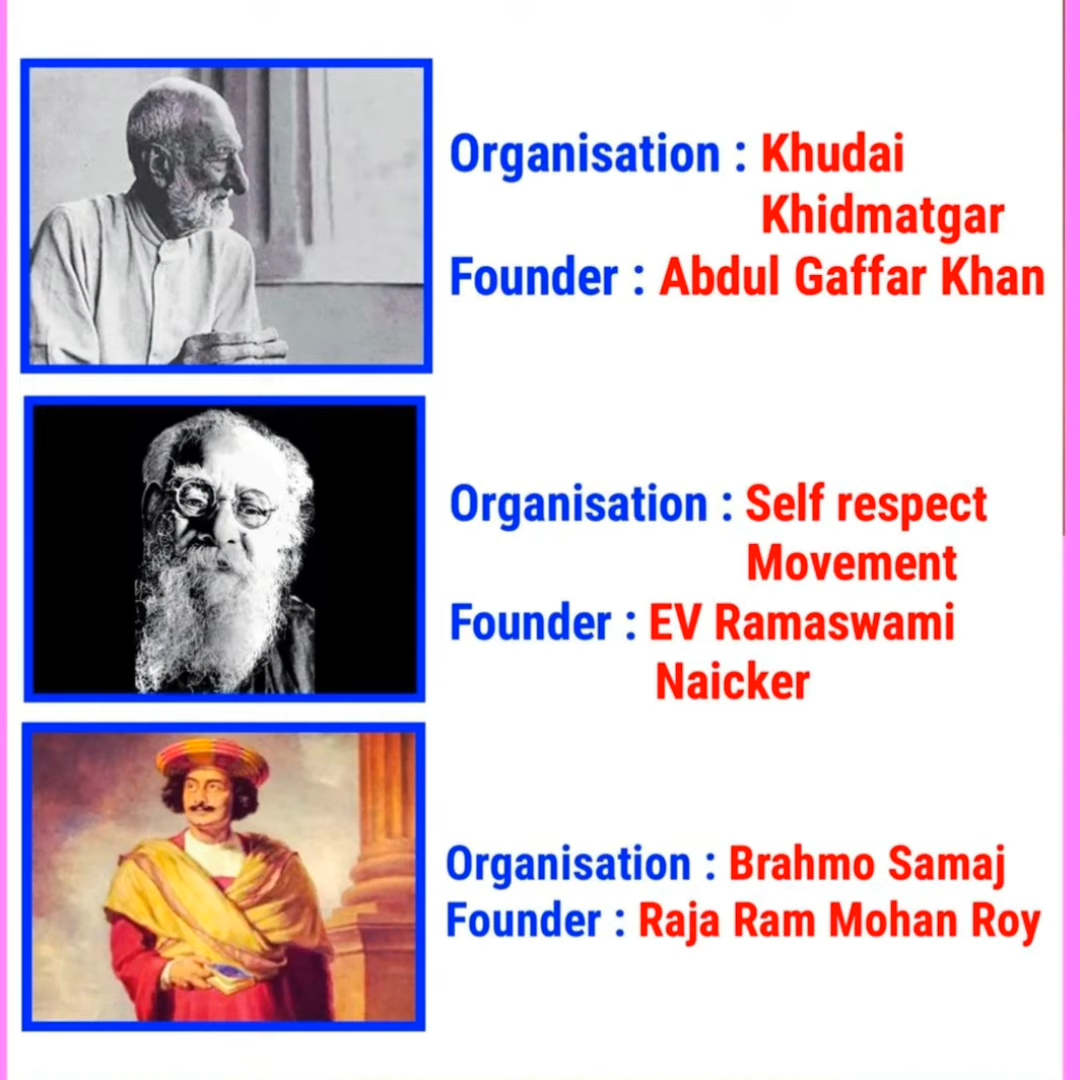 Organisation : Khudai
Khidmatgar
Founder : Abdul Gaffar Khan
Organisation : Self respect
Movement
Founder : EV Ramaswami
Naicker
Organisation : Brahmo Samaj
Founder : Raja Ram Mohan Roy